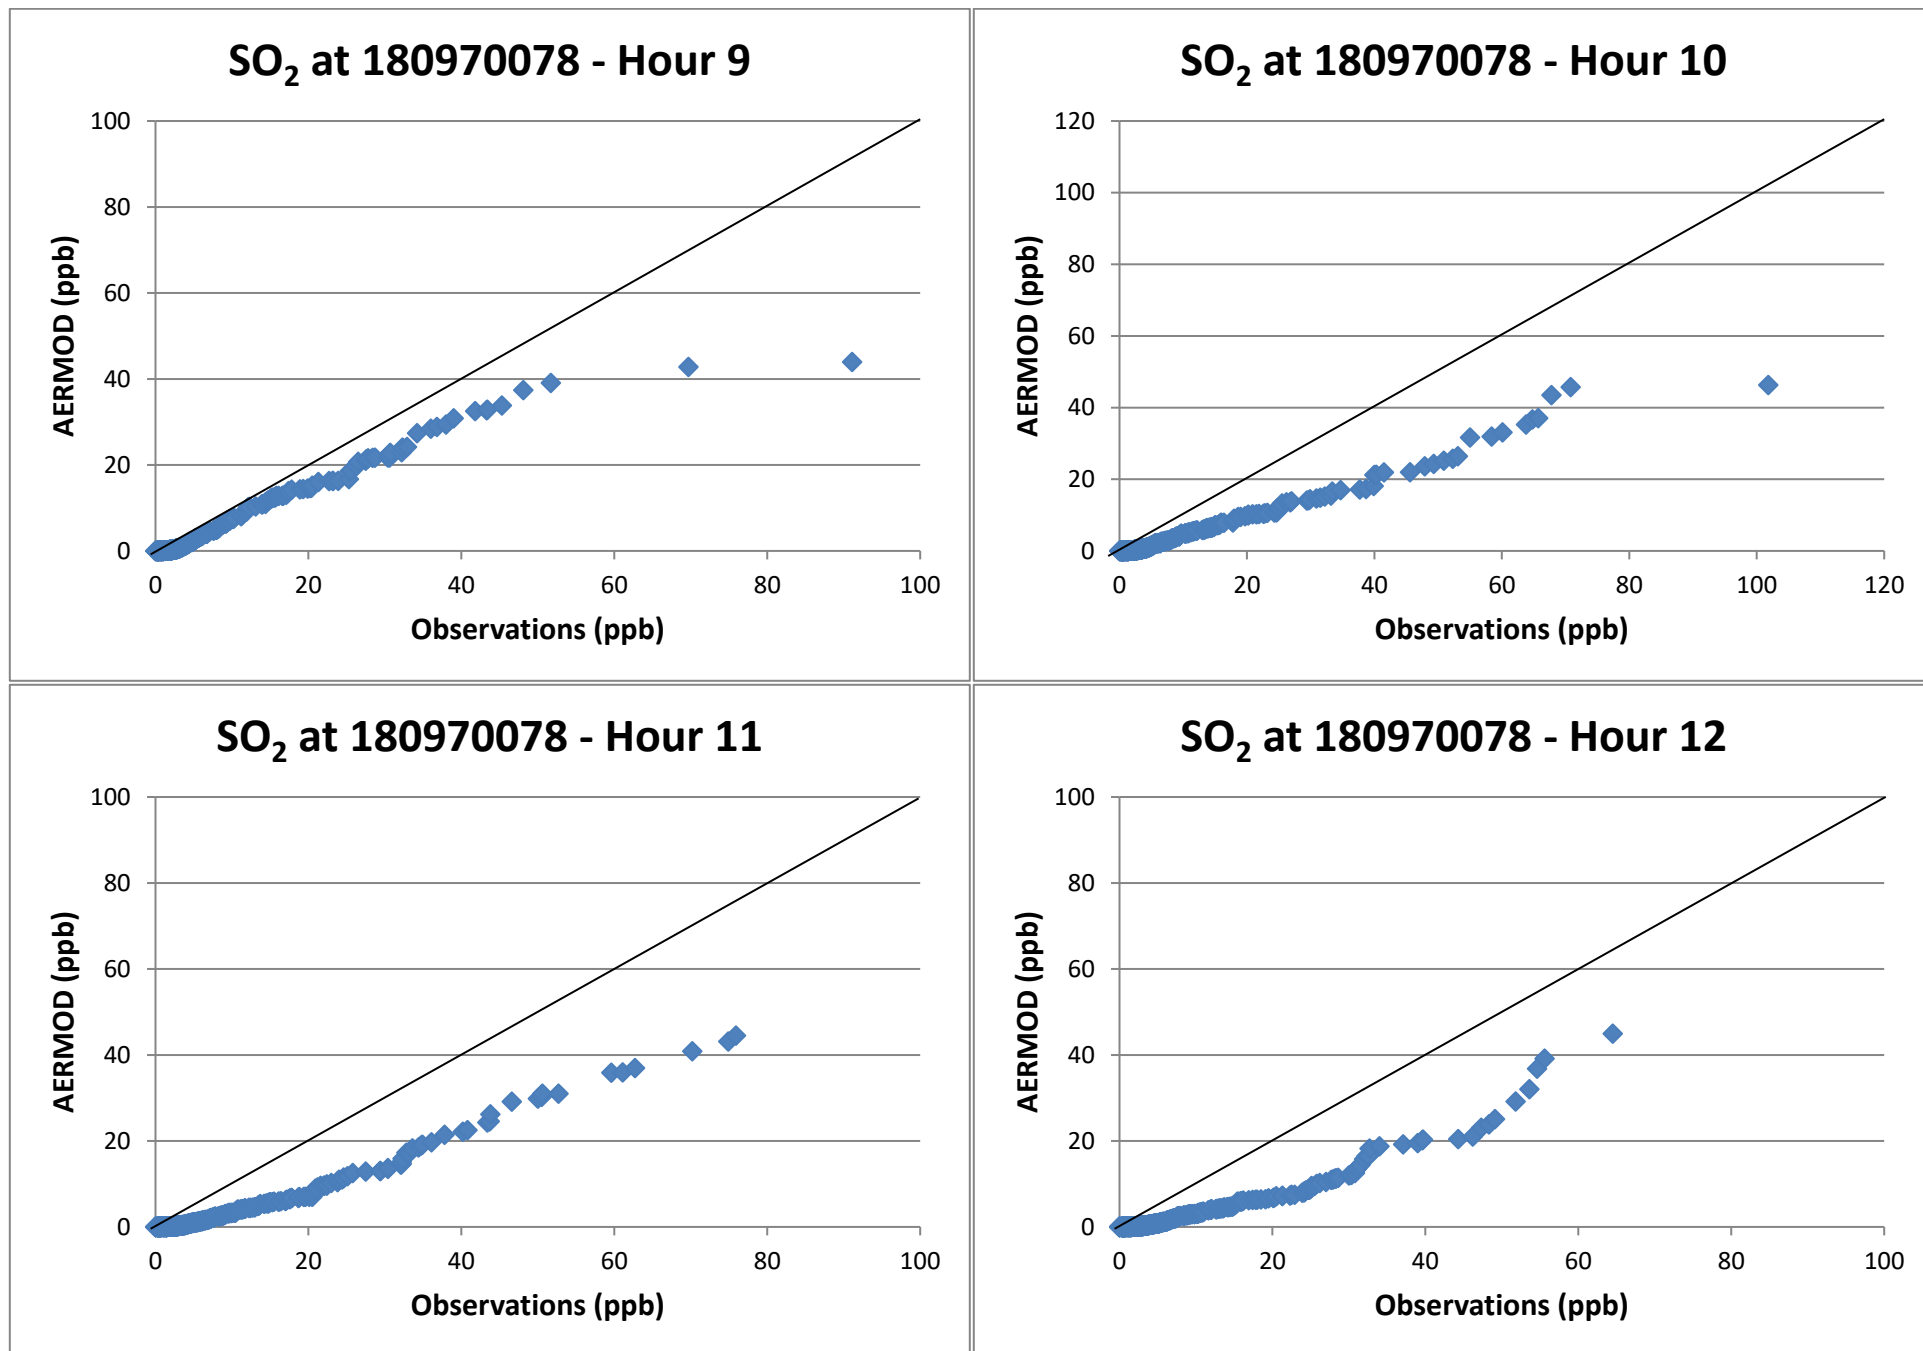 SO₂ at 180970078 - Hour 9
100
80
60
40
20
0
AERMOD (ppb)
0 20 40 60 80 100
Observations (ppb)
SO₂ at 180970078 - Hour 10
120
100
80
60
40
20
0
AERMOD (ppb)
0 20 40 60 80 100 120
Observations (ppb)
SO₂ at 180970078 - Hour 11
100
80
60
40
20
0
AERMOD (ppb)
0 20 40 60 80 100
Observations (ppb)
SO₂ at 180970078 - Hour 12
100
80
60
40
20
0
AERMOD (ppb)
0 20 40 60 80 100
Observations (ppb)